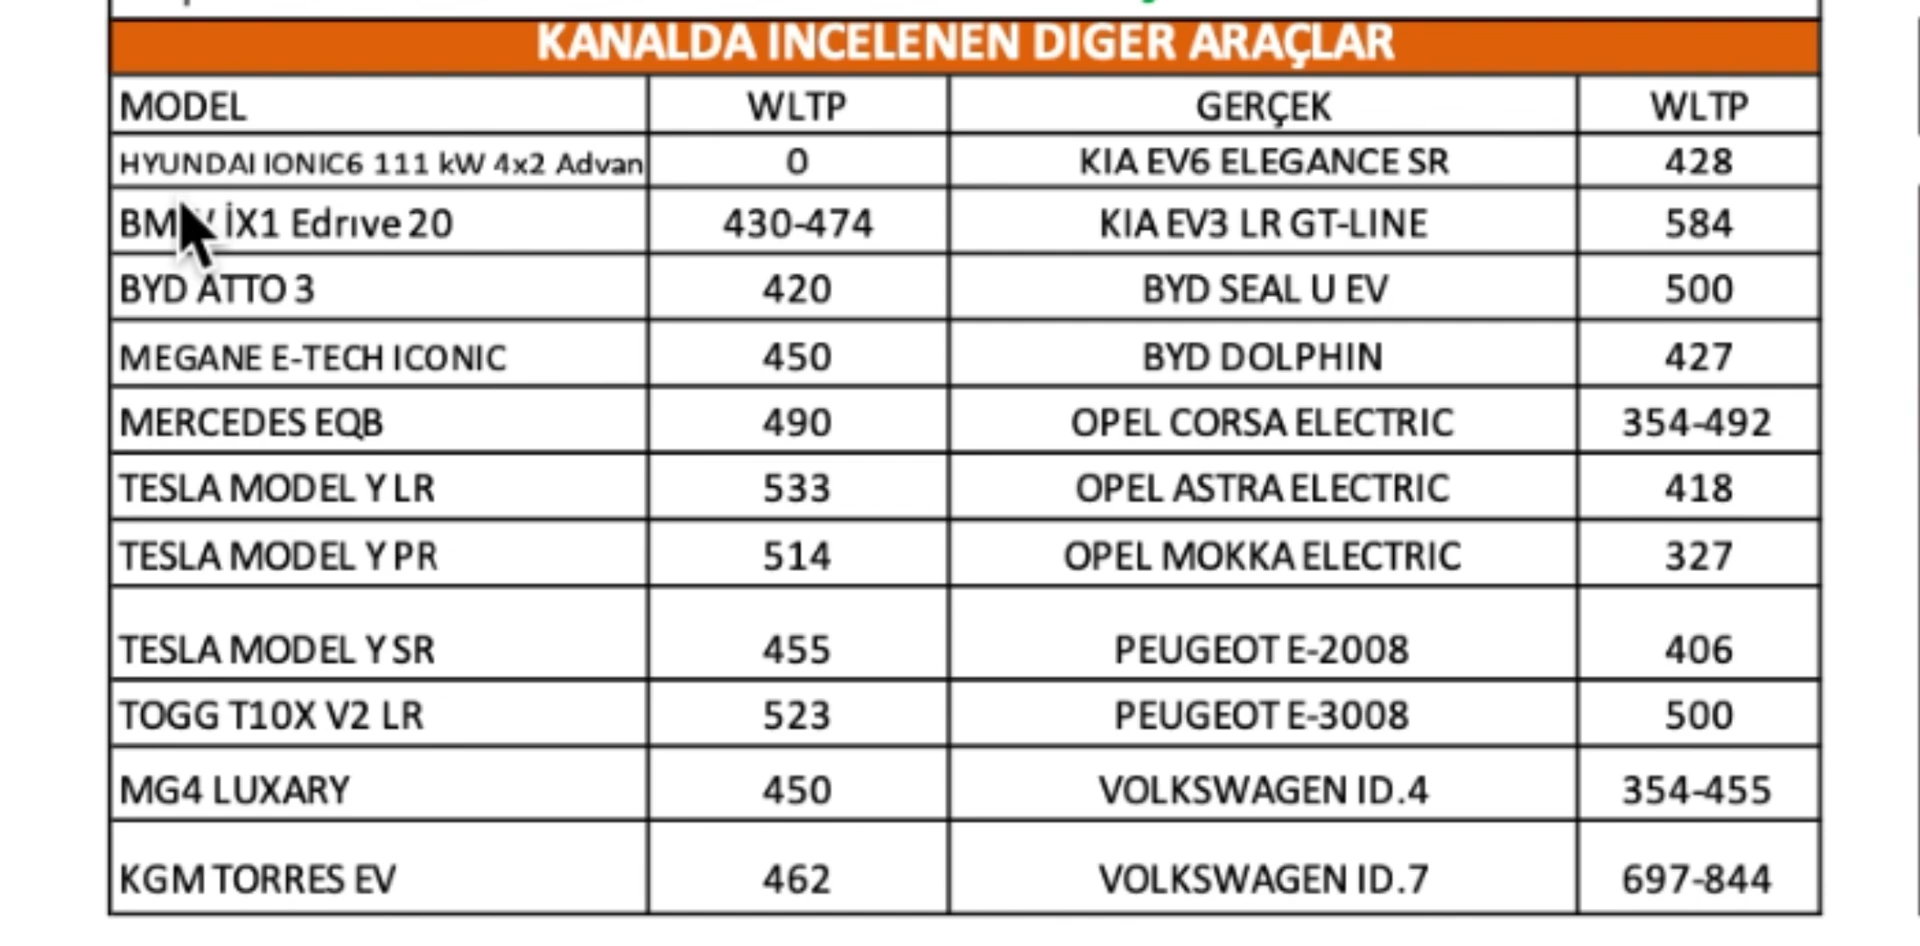 KANALDA INCELENEN DIGER ARAÇLAR
MODEL WLTP GERÇEK WLTP
HYUNDAI IONIC6 111 kW 4x2 Advan 0 KIA EV6 ELEGANCE SR 428
BMW İX1 Edrıve 20 430-474 KIA EV3 LR GT-LINE 584
BYD ATTO 3 420 BYD SEAL U EV 500
MEGANE E-TECH ICONIC 450 BYD DOLPHIN 427
MERCEDES EQB 490 OPEL CORSA ELECTRIC 354-492
TESLA MODEL Y LR 533 OPEL ASTRA ELECTRIC 418
TESLA MODEL Y PR 514 OPEL MOKKA ELECTRIC 327
TESLA MODEL Y SR 455 PEUGEOT E-2008 406
TOGG T10X V2 LR 523 PEUGEOT E-3008 500
MG4 LUXARY 450 VOLKSWAGEN ID.4 354-455
KGM TORRES EV 462 VOLKSWAGEN ID.7 697-844